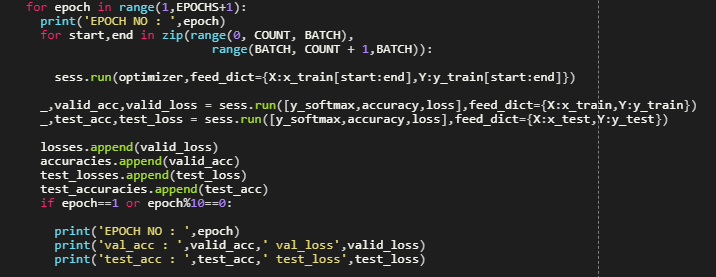 for epoch in range(1,EPOCHS+1):
print('EPOCH NO : ',epoch)
for start,end in zip(range(0, COUNT, BATCH),
range(BATCH, COUNT + 1,BATCH)):
sess.run(optimizer,feed_dict={X:x_train[start:end],Y:y_train[start:end]})
_,valid_acc,valid_loss = sess.run([y_softmax,accuracy,loss],feed_dict={X:x_train,Y:y_train})
_,test_acc,test_loss = sess.run([y_softmax,accuracy,loss],feed_dict={X:x_test,Y:y_test})
losses.append(valid_loss)
accuracies.append(valid_acc)
test_losses.append(test_loss)
test_accuracies.append(test_acc)
if epoch==1 or epoch%10==0:
print('EPOCH NO : ',epoch)
print('val_acc : ',valid_acc,' val_loss',valid_loss)
print('test_acc : ',test_acc,' test_loss',test_loss)